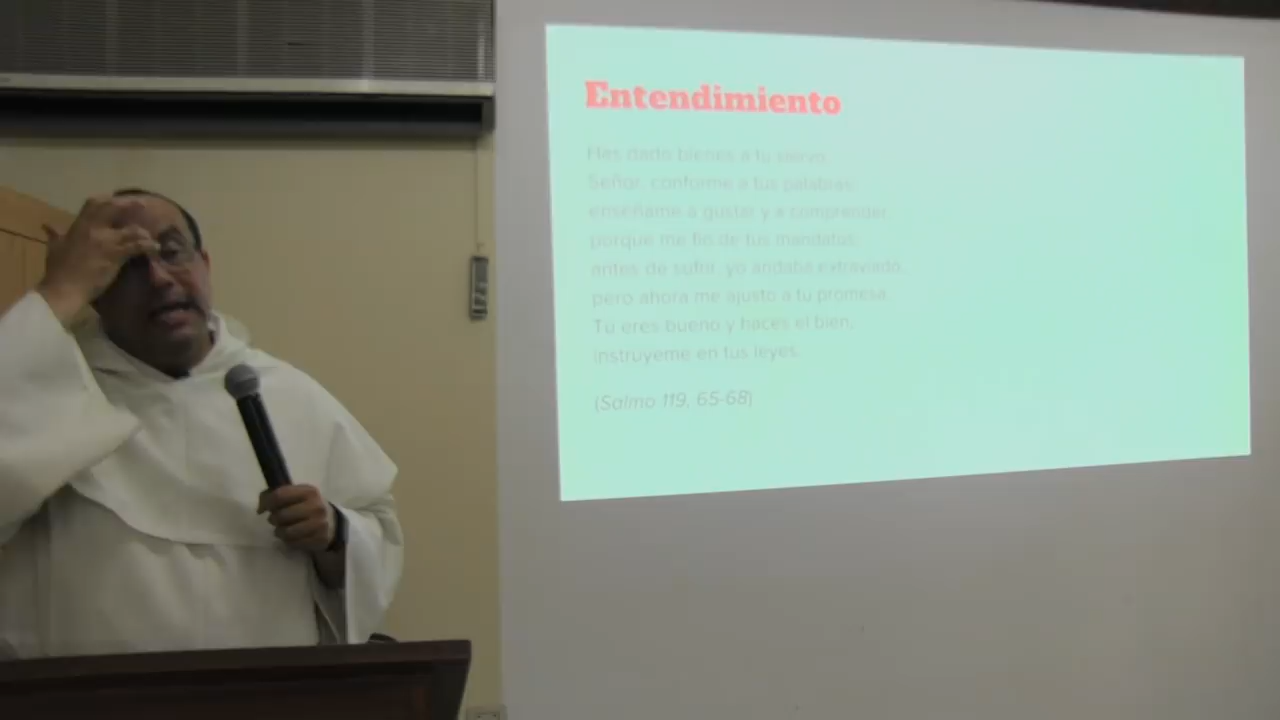 Entendimiento
Has dado bienes a tu siervo,
Señor, conforme a tus palabras;
enséñame a gustar y a comprender,
porque me fío de tus mandatos;
antes de sufrir, yo andaba extraviado,
pero ahora me ajusto a tu promesa.
Tú eres bueno y haces el bien;
instrúyeme en tus leyes.
(Salmo 119, 65-68)